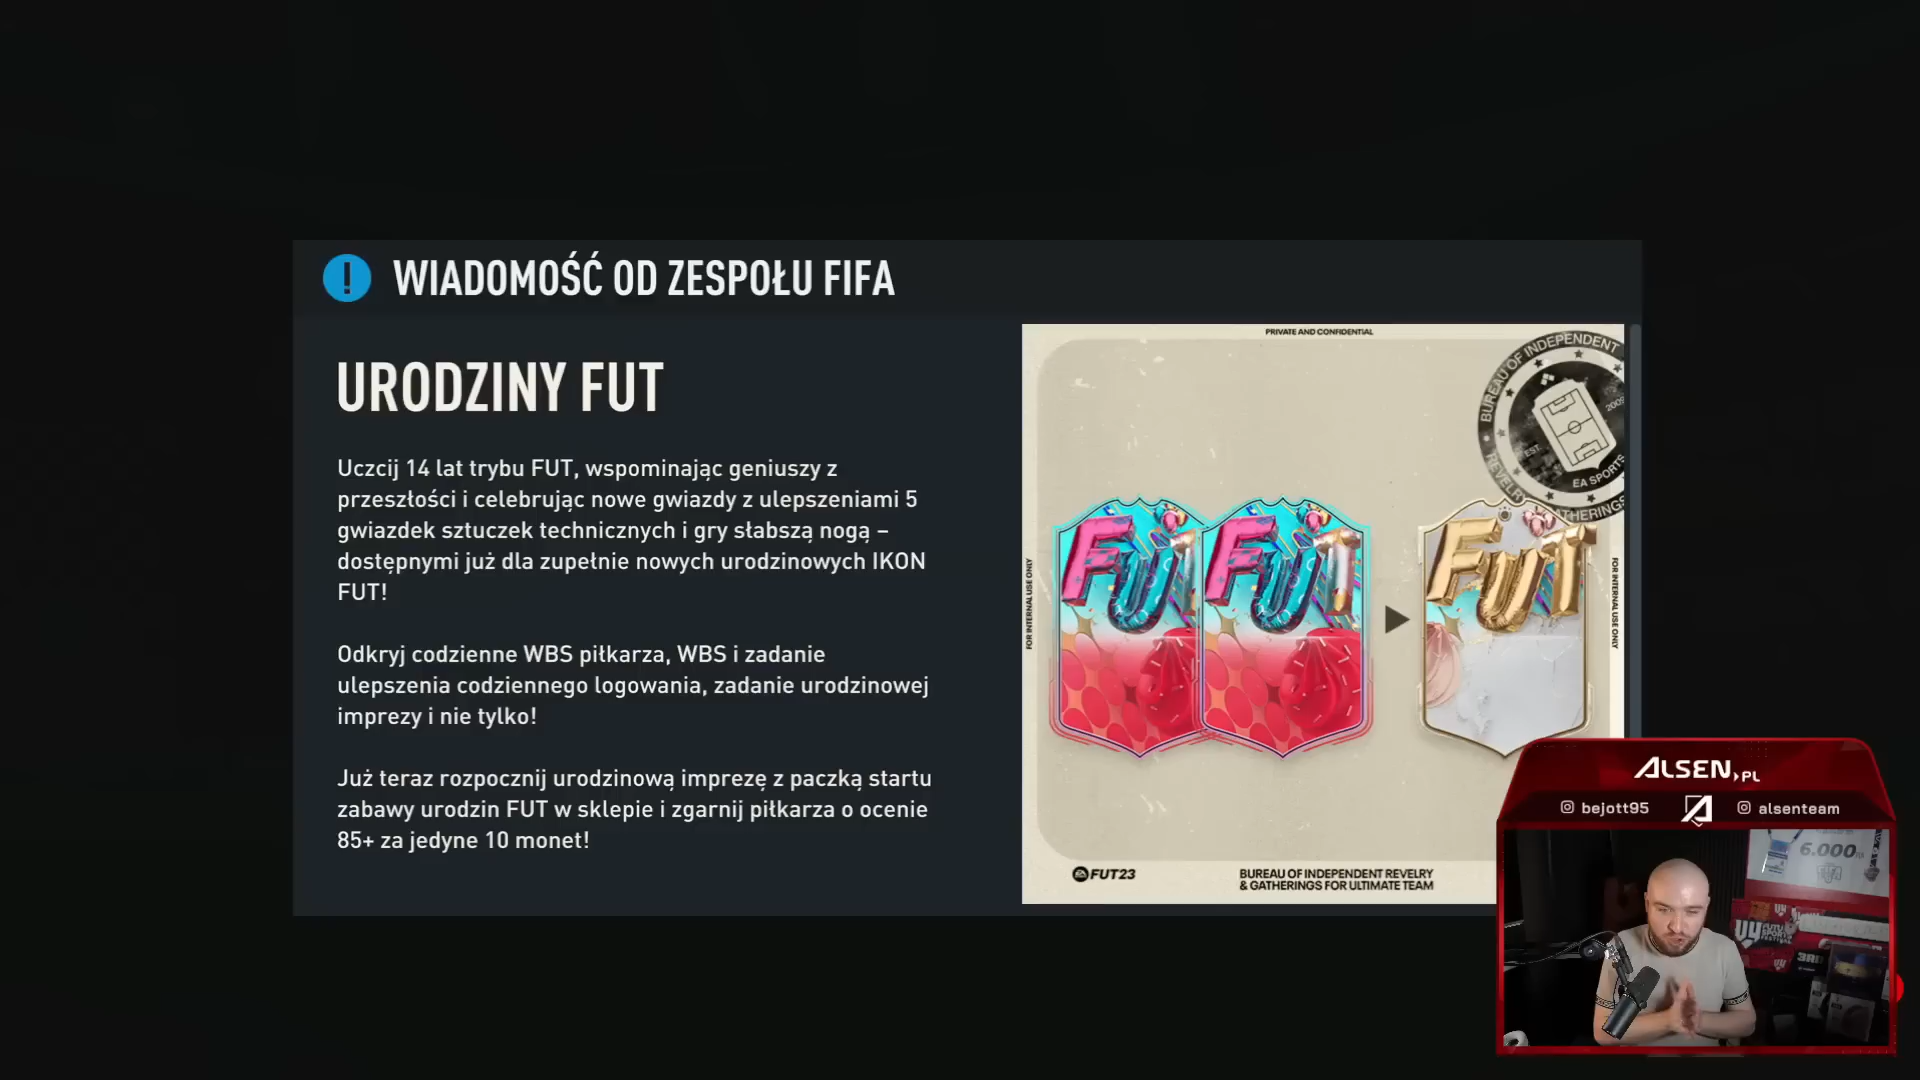 WIADOMOŚĆ OD ZESPOŁU FIFA
URODZINY FUT
Uczcij 14 lat trybu FUT, wspominając geniuszy z
przeszłości i celebrując nowe gwiazdy z ulepszeniami 5
gwiazdek sztuczek technicznych i gry słabszą nogą –
dostępnymi już dla zupełnie nowych urodzinowych IKON
FUT!
Odkryj codzienne WBS piłkarza, WBS i zadanie
ulepszenia codziennego logowania, zadanie urodzinowej
imprezy i nie tylko!
Już teraz rozpocznij urodzinową imprezę z paczką startu
zabawy urodzin FUT w sklepie i zgarnij piłkarza o ocenie
85+ za jedyne 10 monet!
PRIVATE AND CONFIDENTIAL
BUREAU OF INDEPENDENT
EST.
2009
EA SPORTS
FOR INTERNAL USE ONLY
FUT
FUT
FUT
FOR INTERNAL USE ONLY
FUT23
BUREAU OF INDEPENDENT REVELRY
& GATHERINGS FOR ULTIMATE TEAM
ALSEN.PL
bejott95
alsenteam
6.000
3RD